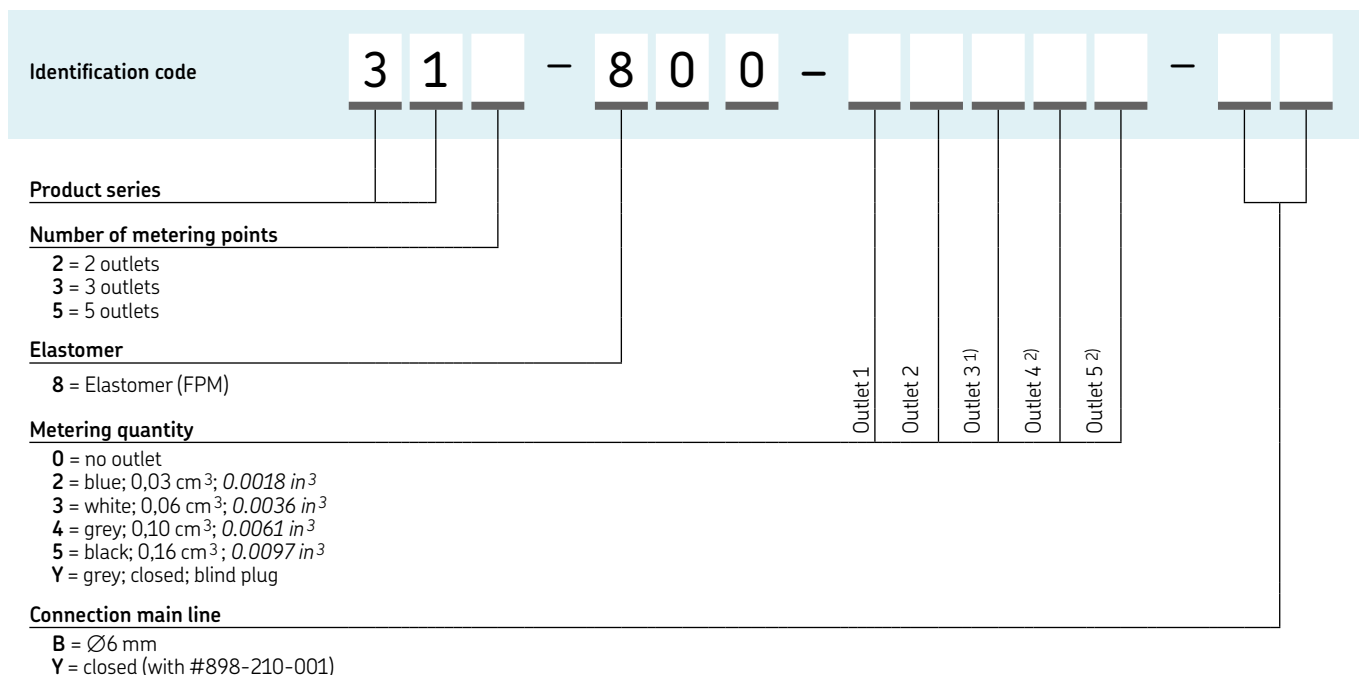 Identification code 3 1 – 8 0 0 – –
Product series
Number of metering points
2 = 2 outlets
3 = 3 outlets
5 = 5 outlets
Elastomer
8 = Elastomer (FPM)
Outlet 1
Outlet 2
Outlet 3 1)
Outlet 4 2)
Outlet 5 2)
Metering quantity
0 = no outlet
2 = blue; 0,03 cm³; 0.0018 in³
3 = white; 0,06 cm³; 0.0036 in³
4 = grey; 0,10 cm³; 0.0061 in³
5 = black; 0,16 cm³ ; 0.0097 in³
Y = grey; closed; blind plug
Connection main line
B = ∅6 mm
Y = closed (with #898-210-001)